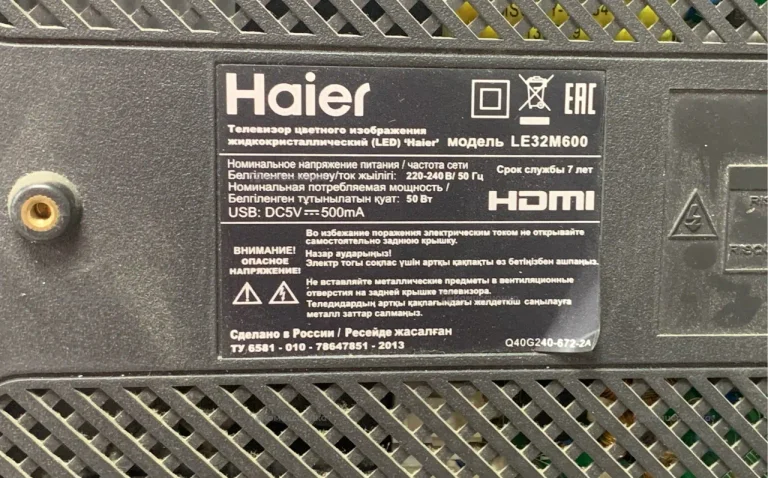 Haier
EAC
Телевизор цветного изображения
жидкокристаллический (LED) 'Haier' модель LE32M600
Номинальное напряжение питания / частота сети
Белгіленген кернеу/ток жыілігі: 220-240 В/ 50 Гц
Срок службы 7 лет
Номинальная потребляемая мощность /
Белгіленген тұтынылатын қуат: 50 Вт
USB: DC5V⎓500mA
HDMI
ВНИМАНИЕ!
ОПАСНОЕ
НАПРЯЖЕНИЕ!
Во избежание поражения электрическим током не открывайте
самостоятельно заднюю крышку.
Назар аударыңыз!
Электр тогы соқпас үшін артқы қақпақты өз бетіңізбен ашпаңыз.
Не вставляйте металлические предметы в вентиляционные
отверстия на задней крышке телевизора.
Теледидардың артқы қақпағындағы желдеткіш саңылауға
металл заттар салмаңыз.
Сделано в России / Ресейде жасалған
ТУ 6581 - 010 - 78647851 - 2013
Q40G240-672-2A